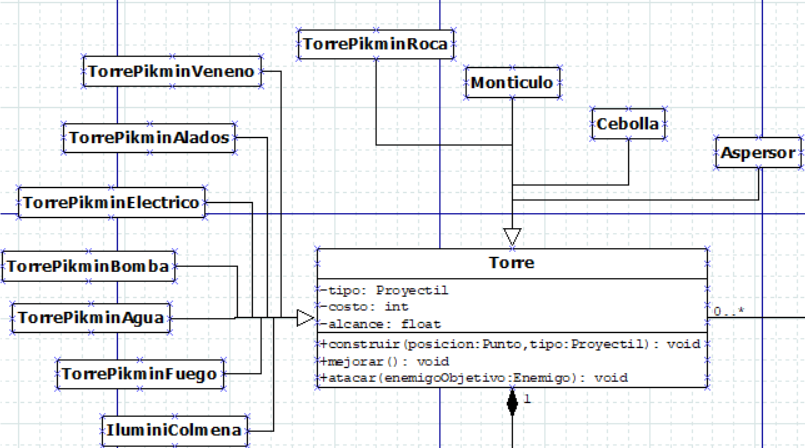 TorrePikminRoca
TorrePikminVeneno
Monticulo
Cebolla
TorrePikminAlados
Aspersor
TorrePikminElectrico
TorrePikminBomba
Torre
-tipo: Proyectil
-costo: int
-alcance: float
0..*
TorrePikminAgua
+construir(posicion:Punto,tipo:Proyectil): void
+mejorar(): void
+atacar(enemigoObjetivo:Enemigo): void
TorrePikminFuego
1
IluminiColmena